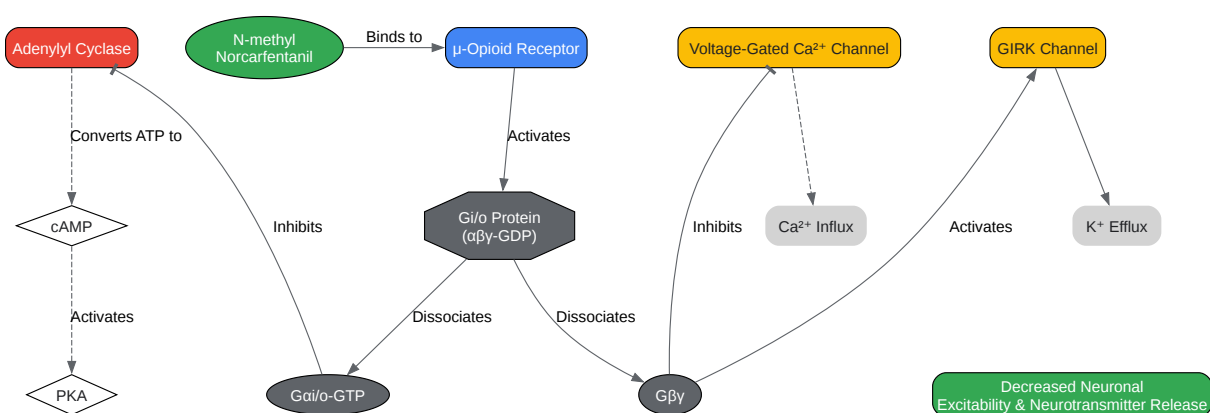 Adenylyl Cyclase
N-methyl
Norcarfentanil
Binds to
μ-Opioid Receptor
Voltage-Gated Ca²⁺ Channel
GIRK Channel
Converts ATP to
Activates
cAMP
Inhibits
Gi/o Protein
(αβγ-GDP)
Inhibits
Ca²⁺ Influx
Activates
K⁺ Efflux
Activates
Dissociates
Dissociates
PKA
Gαi/o-GTP
Gβγ
Decreased Neuronal
Excitability & Neurotransmitter Release